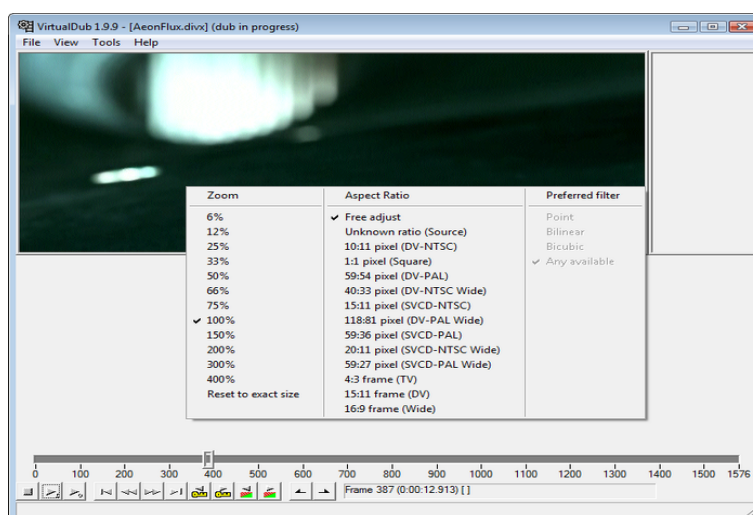 VirtualDub 1.9.9 - [AeonFlux.divx] (dub in progress)
File View Tools Help
Zoom
6%
12%
25%
33%
50%
66%
75%
100%
150%
200%
300%
400%
Reset to exact size
Aspect Ratio
Free adjust
Unknown ratio (Source)
10:11 pixel (DV-NTSC)
1:1 pixel (Square)
59:54 pixel (DV-PAL)
40:33 pixel (DV-NTSC Wide)
15:11 pixel (SVCD-NTSC)
118:81 pixel (DV-PAL Wide)
59:36 pixel (SVCD-PAL)
20:11 pixel (SVCD-NTSC Wide)
59:27 pixel (SVCD-PAL Wide)
4:3 frame (TV)
15:11 frame (DV)
16:9 frame (Wide)
Preferred filter
Point
Bilinear
Bicubic
Any available
0 100 200 300 400 500 600 700 800 900 1000 1100 1200 1300 1400 1500 1576
Frame 387 (0:00:12.913) [ ]